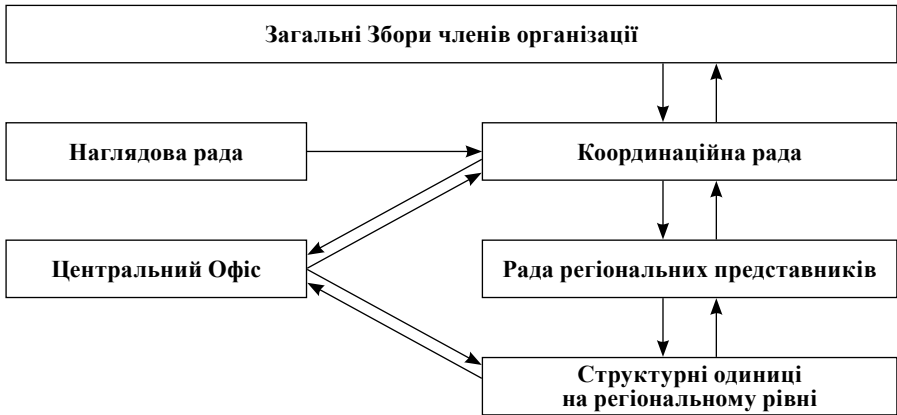 Загальні Збори членів організації
Наглядова рада
Координаційна рада
Центральний Офіс
Рада регіональних представників
Структурні одиниці
на регіональному рівні